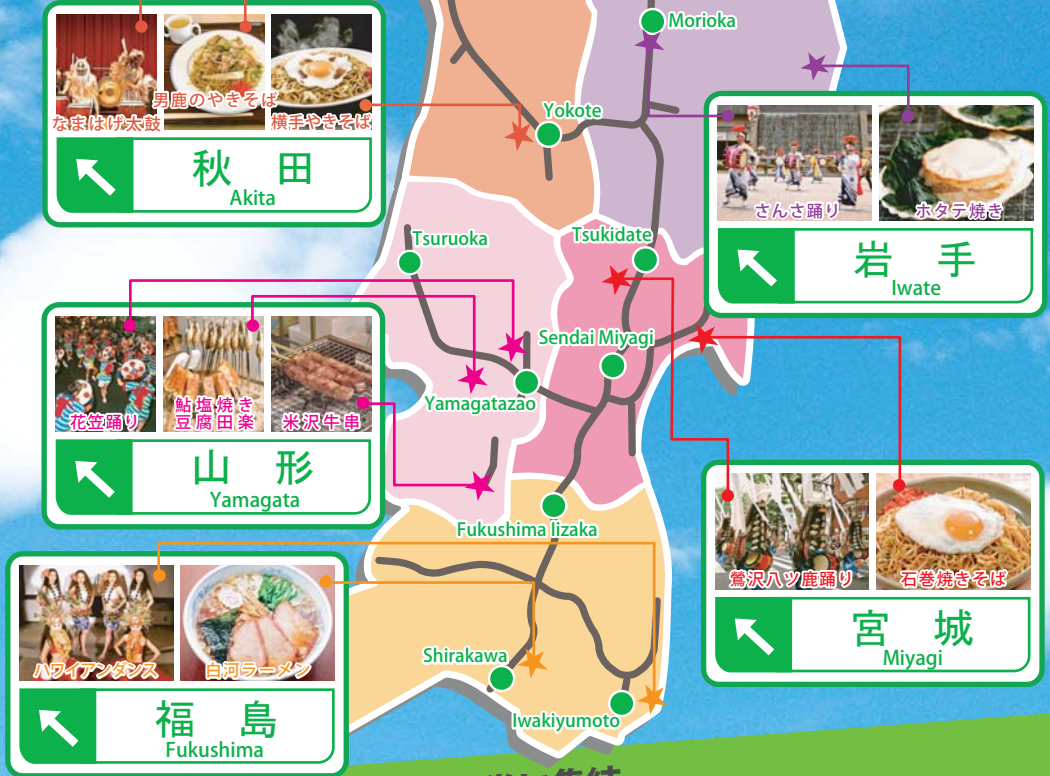 なまはげ太鼓
男鹿のやきそば
横手やきそば
秋田
Akita
Morioka
Yokote
さんさ踊り
ホタテ焼き
岩手
Iwate
Tsuruoka
Tsukidate
Sendai Miyagi
Yamagatazao
花笠踊り
鮎塩焼き
豆腐田楽
米沢牛串
山形
Yamagata
Fukushima Iizaka
鶯沢八ツ鹿踊り
石巻焼きそば
宮城
Miyagi
ハワイアンダンス
白河ラーメン
福島
Fukushima
Shirakawa
Iwakiyumoto